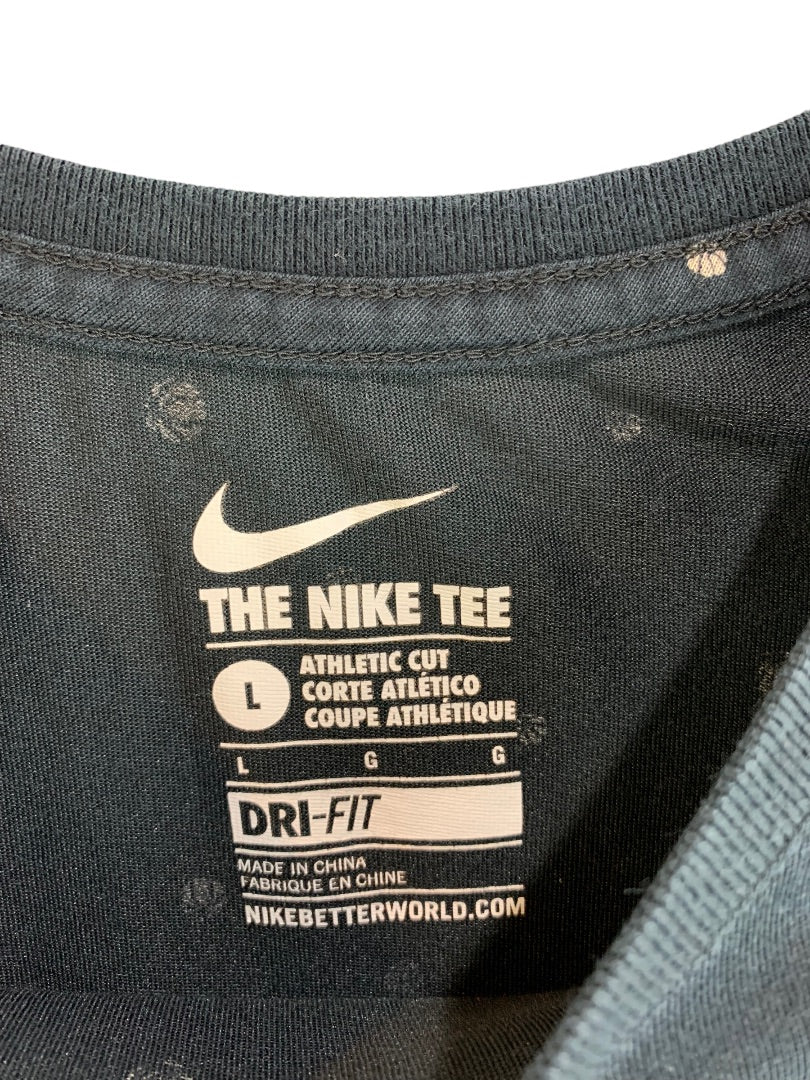 THE NIKE TEE
L
ATHLETIC CUT
CORTE ATLÉTICO
COUPE ATHLÉTIQUE
L G G
DRI-FIT
MADE IN CHINA
FABRIQUE EN CHINE
NIKEBETTERWORLD.COM